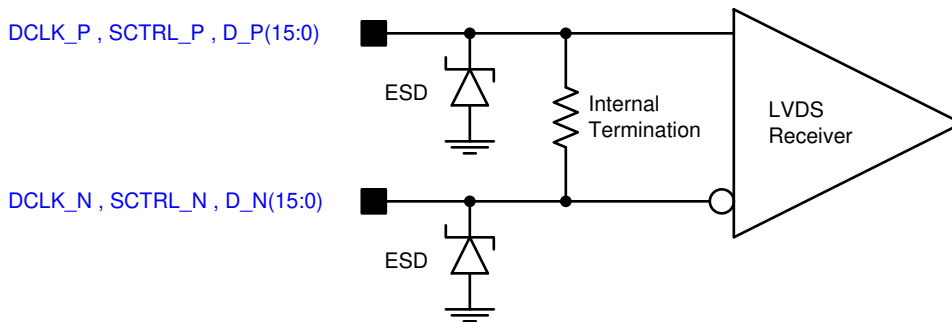 DCLK_P , SCTRL_P , D_P(15:0)
ESD
Internal
Termination
LVDS
Receiver
DCLK_N , SCTRL_N , D_N(15:0)
ESD